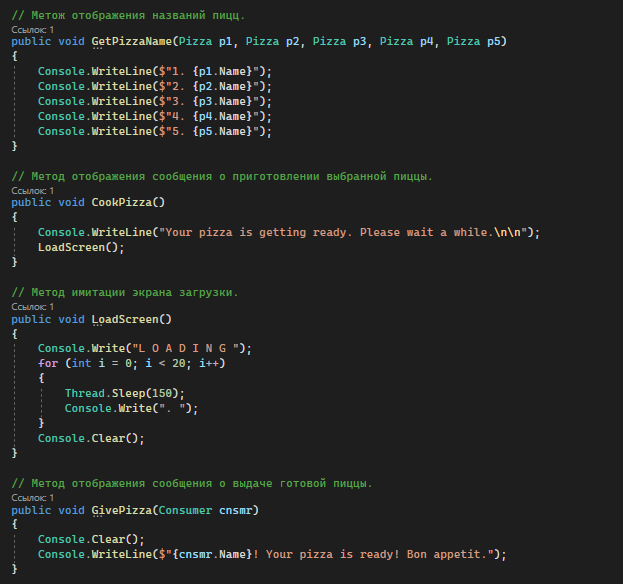 // Метож отображения названий пицц.
Ссылок: 1
public void GetPizzaName(Pizza p1, Pizza p2, Pizza p3, Pizza p4, Pizza p5)
{
Console.WriteLine($"1. {p1.Name}");
Console.WriteLine($"2. {p2.Name}");
Console.WriteLine($"3. {p3.Name}");
Console.WriteLine($"4. {p4.Name}");
Console.WriteLine($"5. {p5.Name}");
}
// Метод отображения сообщения о приготовлении выбранной пиццы.
Ссылок: 1
public void CookPizza()
{
Console.WriteLine("Your pizza is getting ready. Please wait a while.\n\n");
LoadScreen();
}
// Метод имитации экрана загрузки.
Ссылок: 1
public void LoadScreen()
{
Console.Write("L O A D I N G ");
for (int i = 0; i < 20; i++)
{
Thread.Sleep(150);
Console.Write(". ");
}
Console.Clear();
}
// Метод отображения сообщения о выдаче готовой пиццы.
Ссылок: 1
public void GivePizza(Consumer cnsmr)
{
Console.Clear();
Console.WriteLine($"{cnsmr.Name}! Your pizza is ready! Bon appetit.");
}